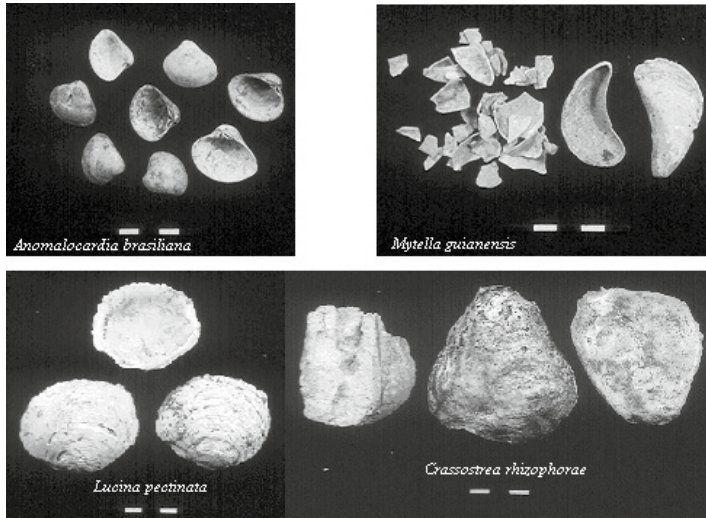 Anomalocardia brasiliana
Mytella guianensis
Lucina pectinata
Crassostrea rhizophorae